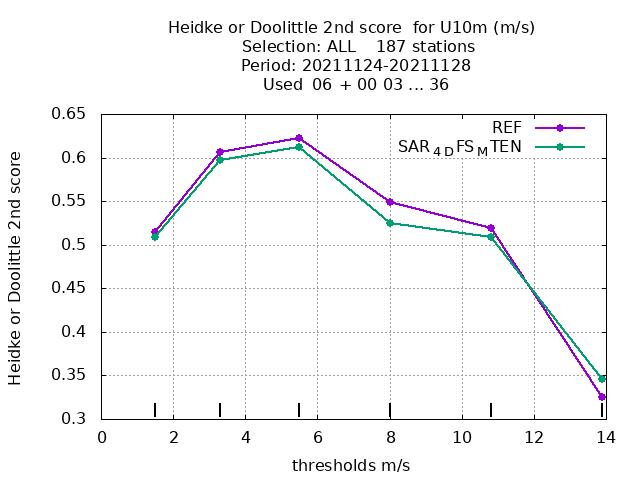 Heidke or Doolittle 2nd score  for U10m (m/s)
Selection: ALL    187 stations
Period: 20211124-20211128
Used  06 + 00 03 ... 36
REF
SAR4DFSMTEN
Heidke or Doolittle 2nd score
0.65
0.6
0.55
0.5
0.45
0.4
0.35
0.3
0 2 4 6 8 10 12 14
thresholds m/s